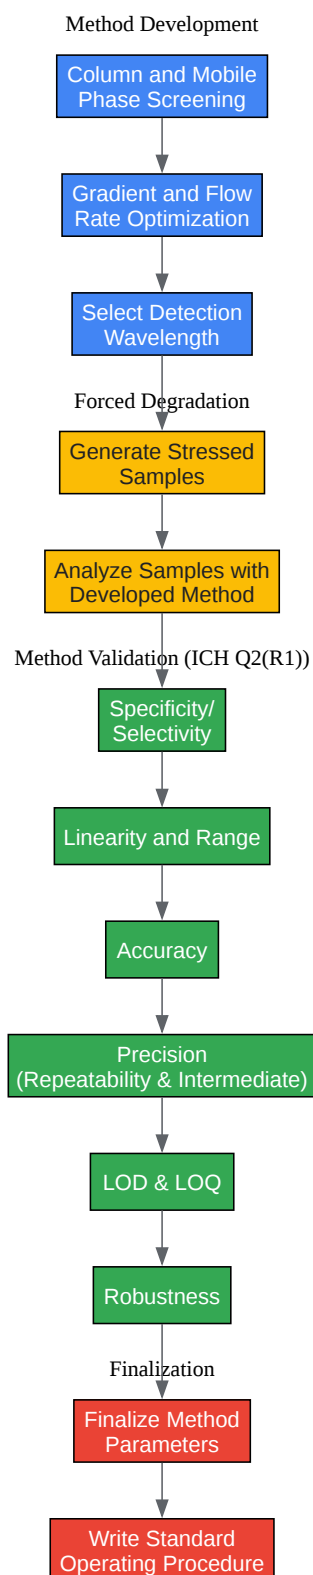 Method Development
Column and Mobile
Phase Screening
Gradient and Flow
Rate Optimization
Select Detection
Wavelength
Forced Degradation
Generate Stressed
Samples
Analyze Samples with
Developed Method
Method Validation (ICH Q2(R1))
Specificity/
Selectivity
Linearity and Range
Accuracy
Precision
(Repeatability & Intermediate)
LOD & LOQ
Robustness
Finalization
Finalize Method
Parameters
Write Standard
Operating Procedure